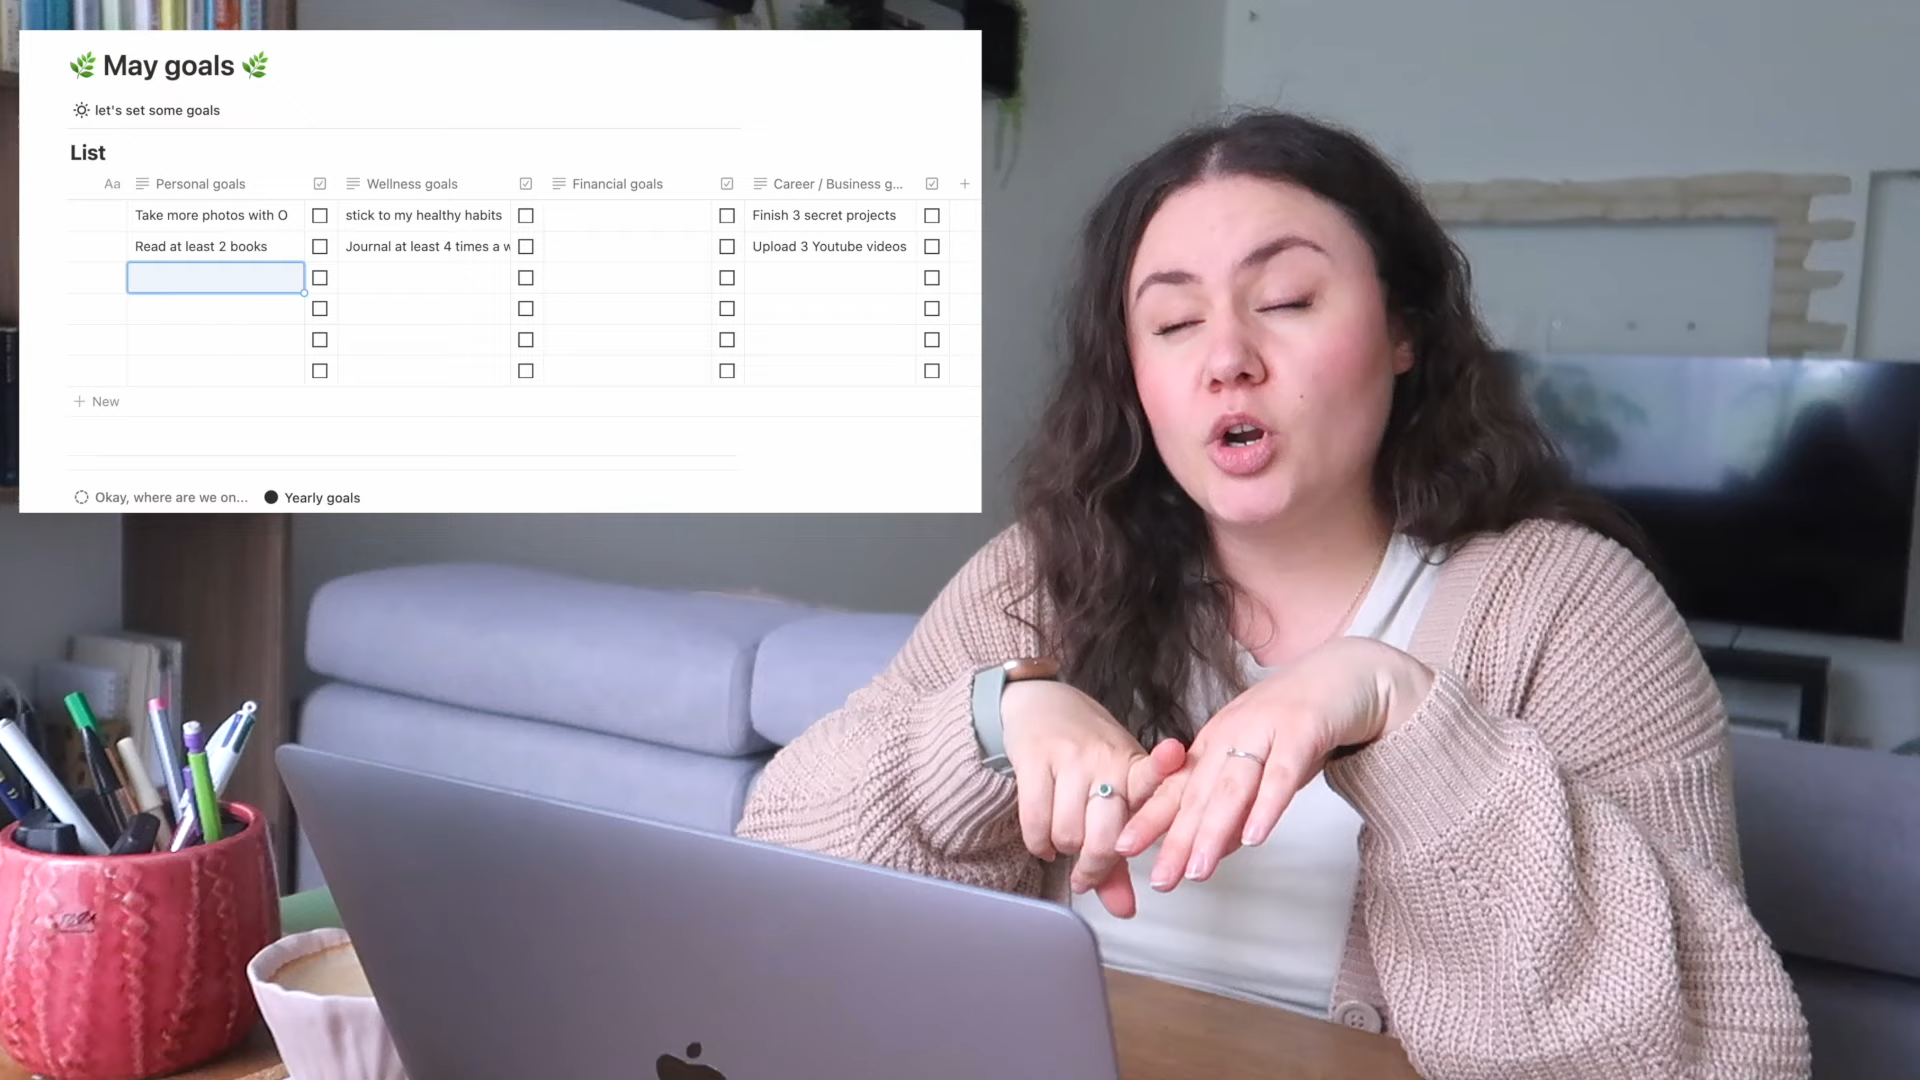 🌿 May goals 🌿
let's set some goals
List
Aa Personal goals Wellness goals Financial goals Career / Business g...
Take more photos with O stick to my healthy habits Finish 3 secret projects
Read at least 2 books Journal at least 4 times a w Upload 3 Youtube videos
+ New
Okay, where are we on... Yearly goals